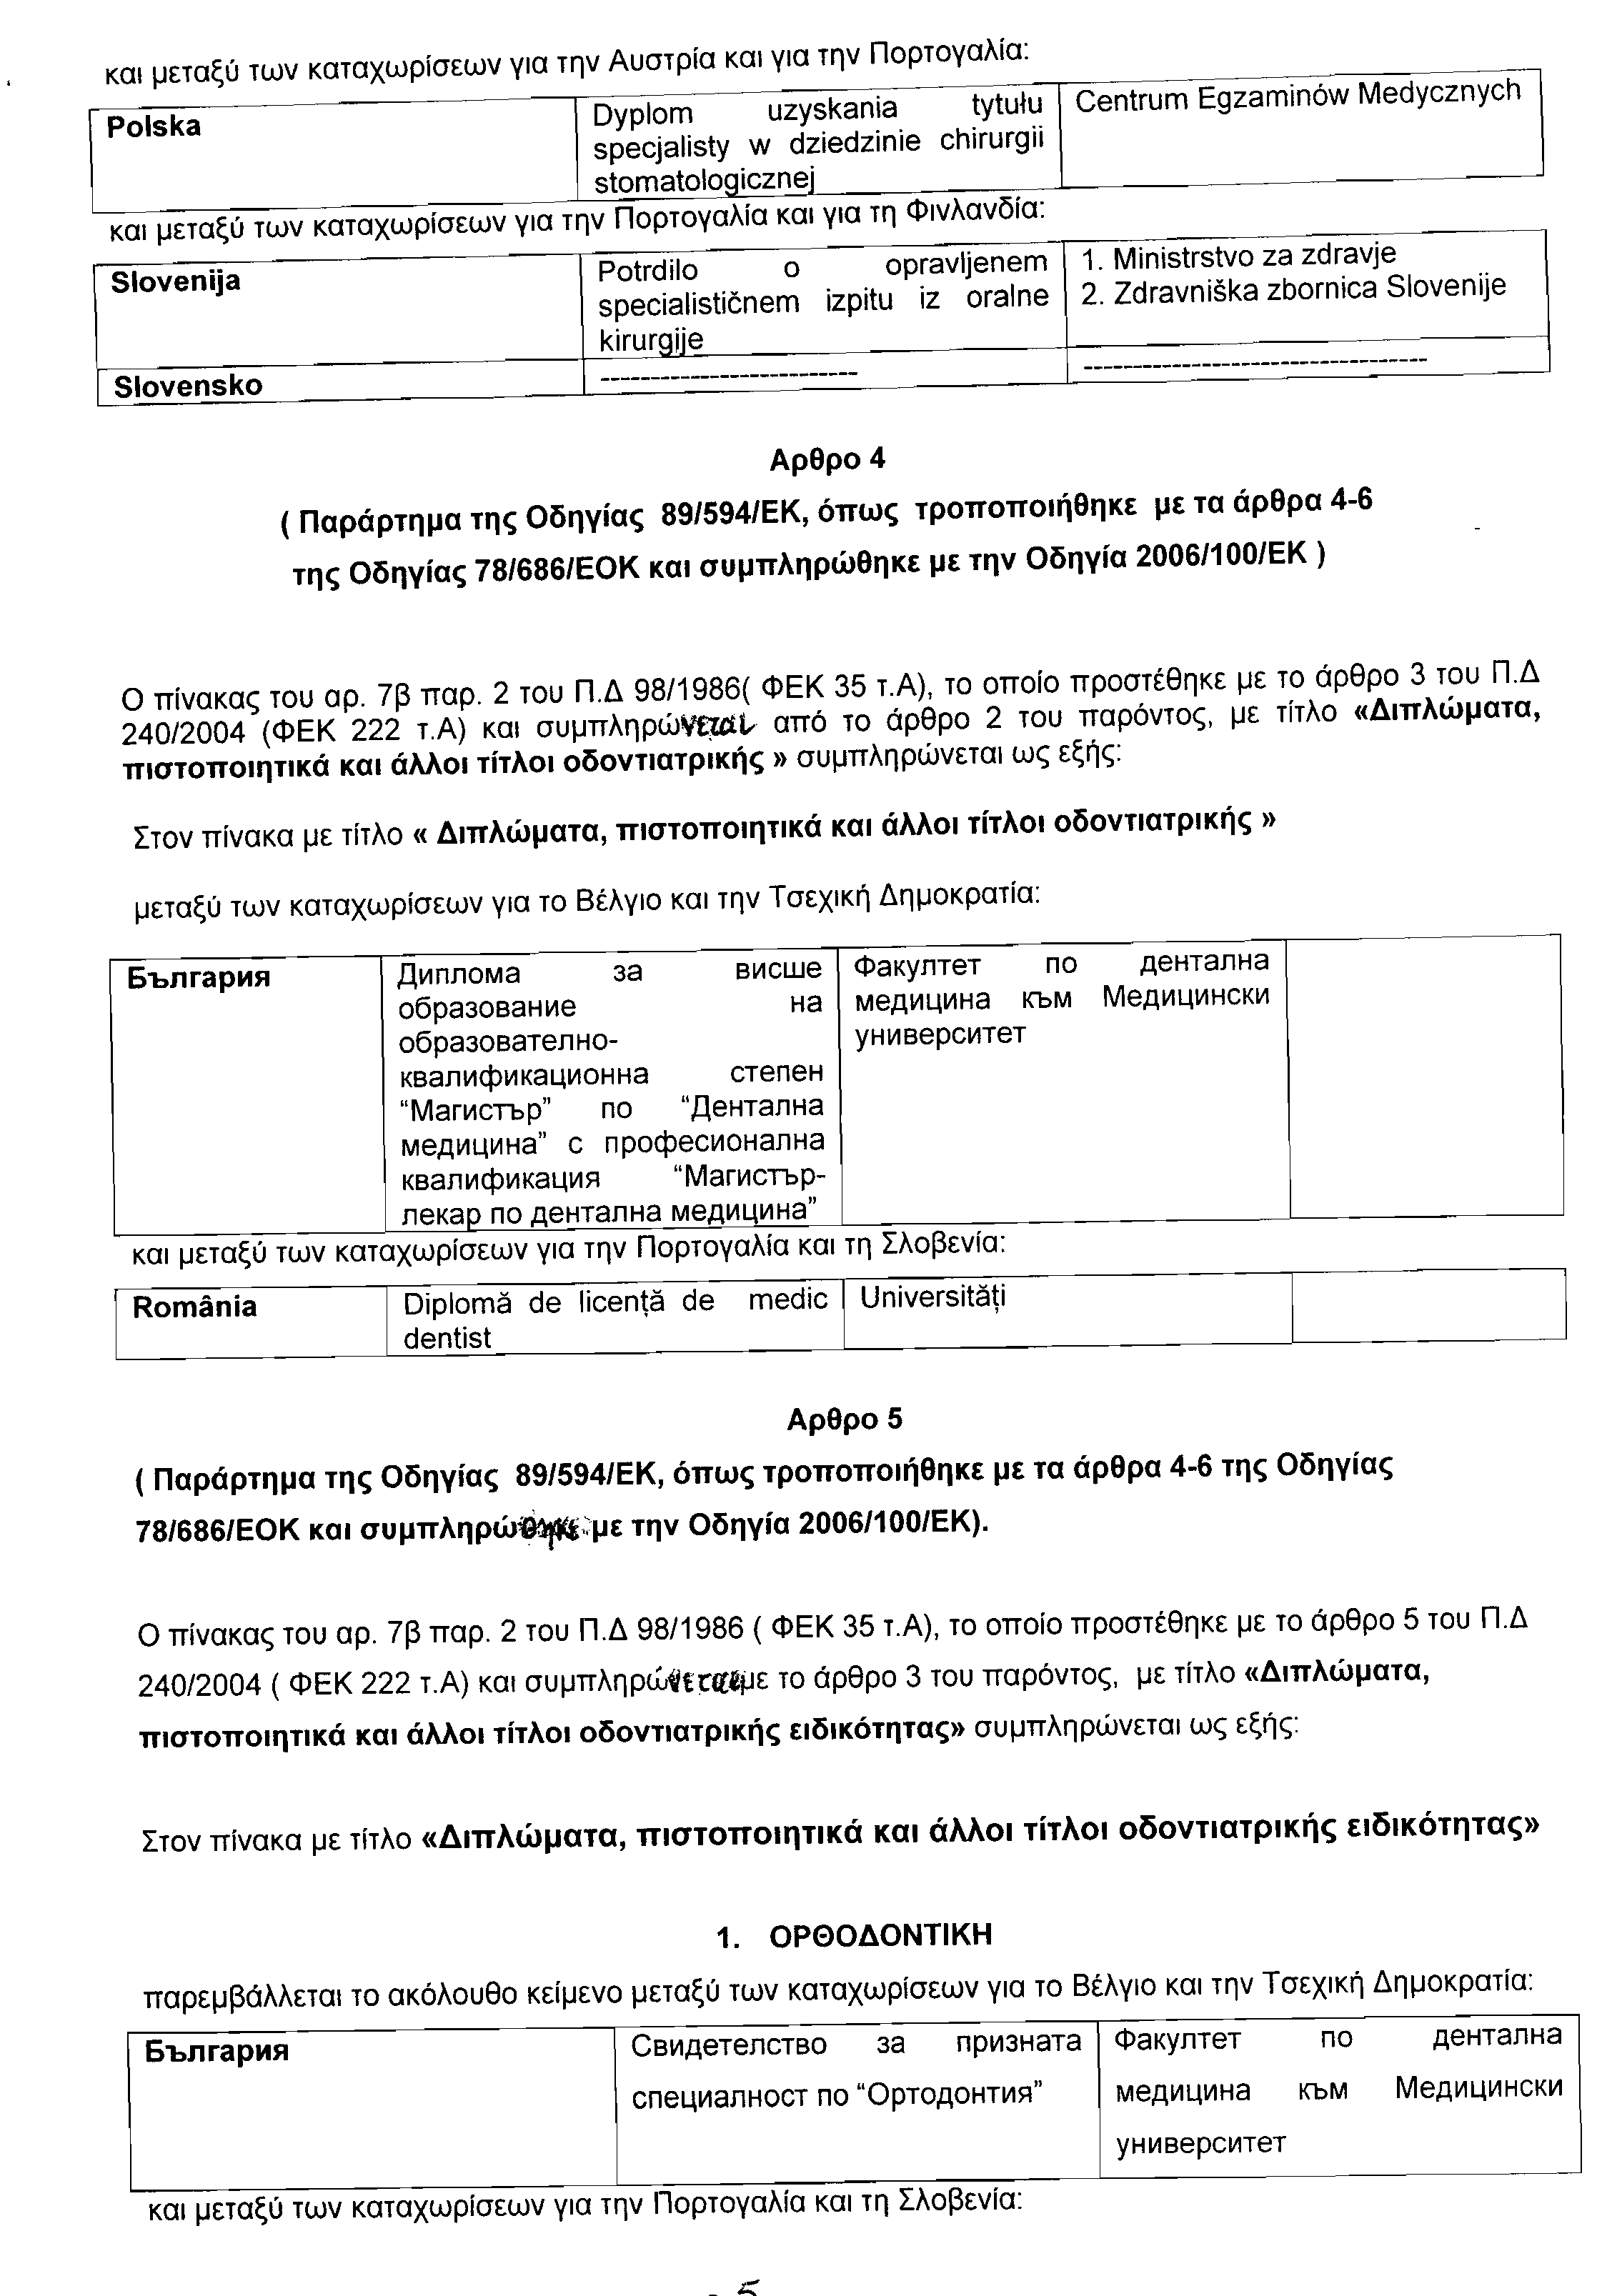 και μεταξύ των καταχωρίσεων για την Αυστρία και για την Πορτογαλία:
Polska
Dyplom uzyskania tytułu
specjalisty w dziedzinie chirurgii
stomatologicznej
Centrum Egzaminów Medycznych
και μεταξύ των καταχωρίσεων για την Πορτογαλία και για τη Φινλανδία:
Slovenija
Potrdilo o opravljenem
specialističnem izpitu iz oralne
kirurgije
1. Ministrstvo za zdravje
2. Zdravniška zbornica Slovenije
Slovensko
--------------------------
----------------------------------
Αρθρο 4
( Παράρτημα της Οδηγίας 89/594/ΕΚ, όπως τροποποιήθηκε με τα άρθρα 4-6
της Οδηγίας 78/686/ΕΟΚ και συμπληρώθηκε με την Οδηγία 2006/100/ΕΚ )
Ο πίνακας του αρ. 7β παρ. 2 του Π.Δ 98/1986( ΦΕΚ 35 τ.Α), το οποίο προστέθηκε με το άρθρο 3 του Π.Δ
240/2004 (ΦΕΚ 222 τ.Α) και συμπληρώνεται από το άρθρο 2 του παρόντος, με τίτλο «Διπλώματα,
πιστοποιητικά και άλλοι τίτλοι οδοντιατρικής » συμπληρώνεται ως εξής:
Στον πίνακα με τίτλο « Διπλώματα, πιστοποιητικά και άλλοι τίτλοι οδοντιατρικής »
μεταξύ των καταχωρίσεων για το Βέλγιο και την Τσεχική Δημοκρατία:
България
Диплома за висше
образование на
образователно-
квалификационна степен
“Магистър” по “Дентална
медицина” с професионална
квалификация “Магистър-
лекар по дентална медицина”
Факултет по дентална
медицина към Медицински
университет
και μεταξύ των καταχωρίσεων για την Πορτογαλία και τη Σλοβενία:
România
Diplomă de licenţă de medic
dentist
Universităţi
Αρθρο 5
( Παράρτημα της Οδηγίας 89/594/ΕΚ, όπως τροποποιήθηκε με τα άρθρα 4-6 της Οδηγίας
78/686/ΕΟΚ και συμπληρώθηκε με την Οδηγία 2006/100/ΕΚ).
Ο πίνακας του αρ. 7β παρ. 2 του Π.Δ 98/1986 ( ΦΕΚ 35 τ.Α), το οποίο προστέθηκε με το άρθρο 5 του Π.Δ
240/2004 ( ΦΕΚ 222 τ.Α) και συμπληρώνεται με το άρθρο 3 του παρόντος, με τίτλο «Διπλώματα,
πιστοποιητικά και άλλοι τίτλοι οδοντιατρικής ειδικότητας» συμπληρώνεται ως εξής:
Στον πίνακα με τίτλο «Διπλώματα, πιστοποιητικά και άλλοι τίτλοι οδοντιατρικής ειδικότητας»
1. ΟΡΘΟΔΟΝΤΙΚΗ
παρεμβάλλεται το ακόλουθο κείμενο μεταξύ των καταχωρίσεων για το Βέλγιο και την Τσεχική Δημοκρατία:
България
Свидетелство за призната
специалност по “Ортодонтия”
Факултет по дентална
медицина към Медицински
университет
και μεταξύ των καταχωρίσεων για την Πορτογαλία και τη Σλοβενία: